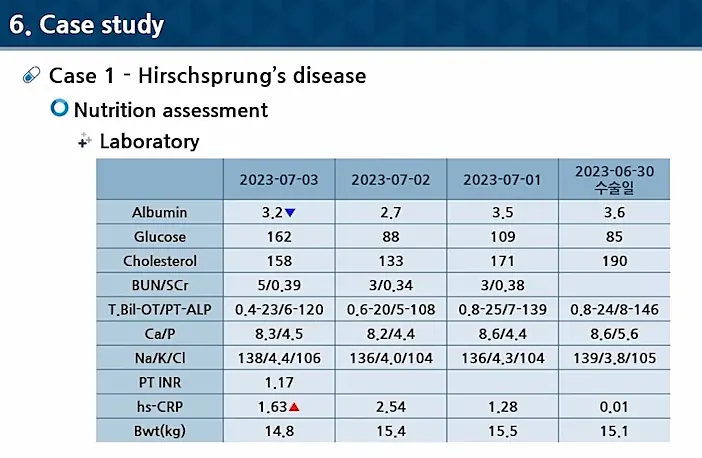 6. Case study
Case 1 - Hirschsprung's disease
Nutrition assessment
Laboratory
2023-07-03 2023-07-02 2023-07-01 2023-06-30 수술일
Albumin 3.2▼ 2.7 3.5 3.6
Glucose 162 88 109 85
Cholesterol 158 133 171 190
BUN/SCr 5/0.39 3/0.34 3/0.38
T.Bil-OT/PT-ALP 0.4-23/6-120 0.6-20/5-108 0.8-25/7-139 0.8-24/8-146
Ca/P 8.3/4.5 8.2/4.4 8.6/4.4 8.6/5.6
Na/K/Cl 138/4.4/106 136/4.0/104 136/4.3/104 139/3.8/105
PT INR 1.17
hs-CRP 1.63▲ 2.54 1.28 0.01
Bwt(kg) 14.8 15.4 15.5 15.1